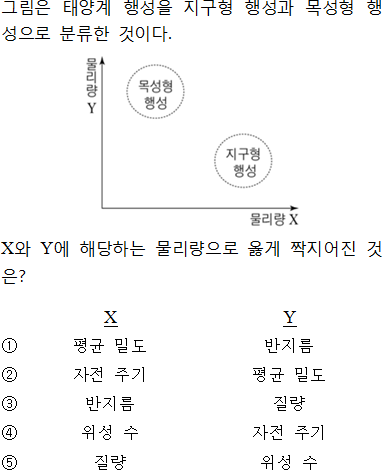 그림은 태양계 행성을 지구형 행성과 목성형 행
성으로 분류한 것이다.
물리량 Y
목성형
행성
지구형
행성
물리량 X
X와 Y에 해당하는 물리량으로 옳게 짝지어진 것
은?
X Y
① 평균 밀도 반지름
② 자전 주기 평균 밀도
③ 반지름 질량
④ 위성 수 자전 주기
⑤ 질량 위성 수